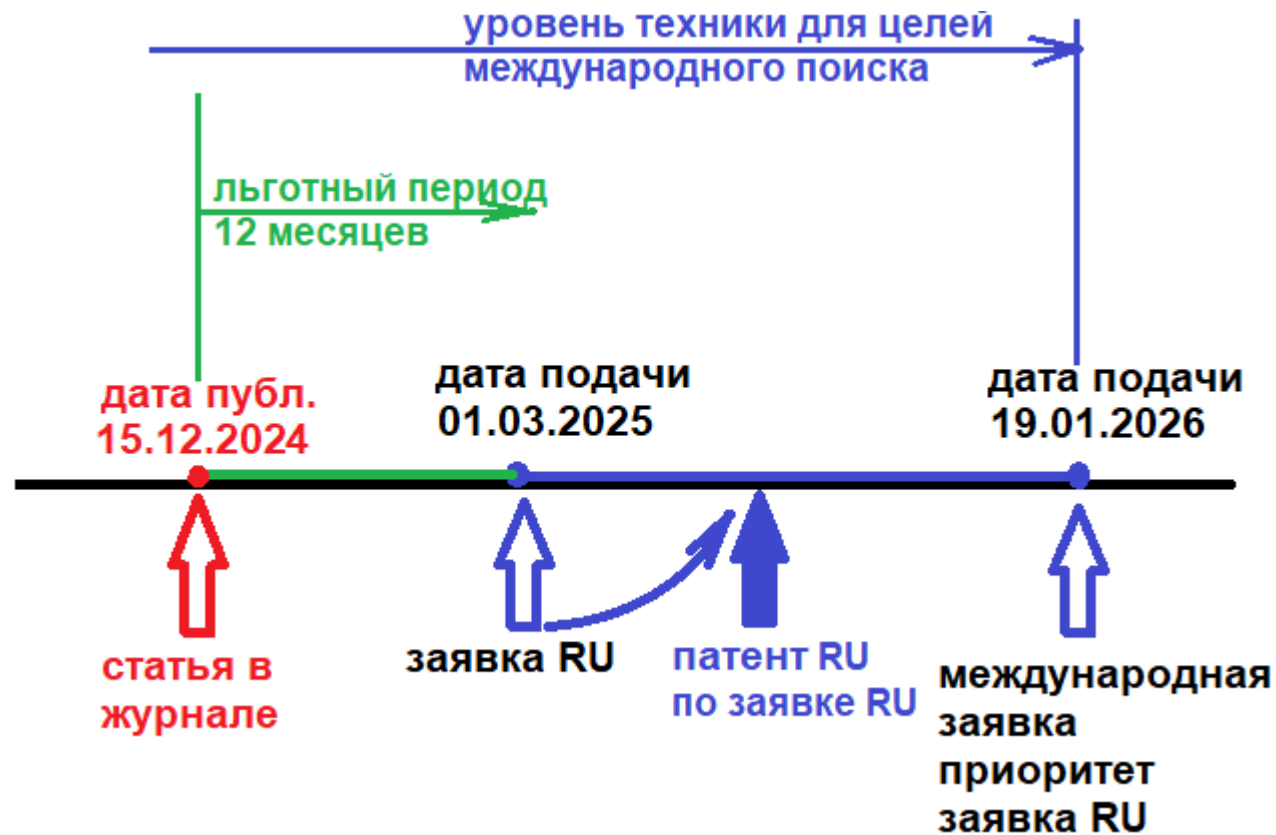 уровень техники для целей
международного поиска
льготный период
12 месяцев
дата публ.
15.12.2024
дата подачи
01.03.2025
дата подачи
19.01.2026
статья в
журнале
заявка RU
патент RU
по заявке RU
международная
заявка
приоритет
заявка RU